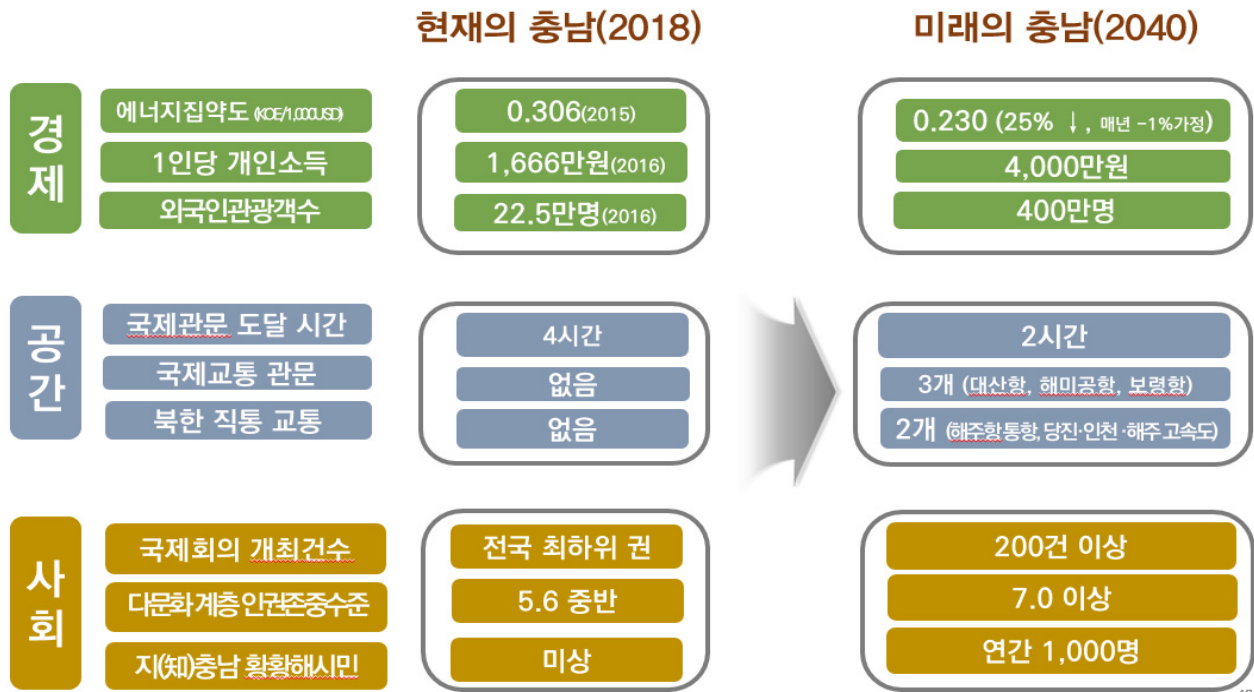 현재의 충남(2018)
미래의 충남(2040)
경제
에너지집약도 (KOE/1,000USD)
0.306(2015)
0.230 (25% ↓, 매년 -1%가정)
1인당 개인소득
1,666만원(2016)
4,000만원
외국인관광객수
22.5만명(2016)
400만명
공간
국제관문 도달 시간
4시간
2시간
국제교통 관문
없음
3개 (대산항, 해미공항, 보령항)
북한 직통 교통
없음
2개 (해주항통항, 당진·인천·해주 고속도)
사회
국제회의 개최건수
전국 최하위 권
200건 이상
다문화 계층 인권존중수준
5.6 중반
7.0 이상
지(知)충남 황황해시민
미상
연간 1,000명